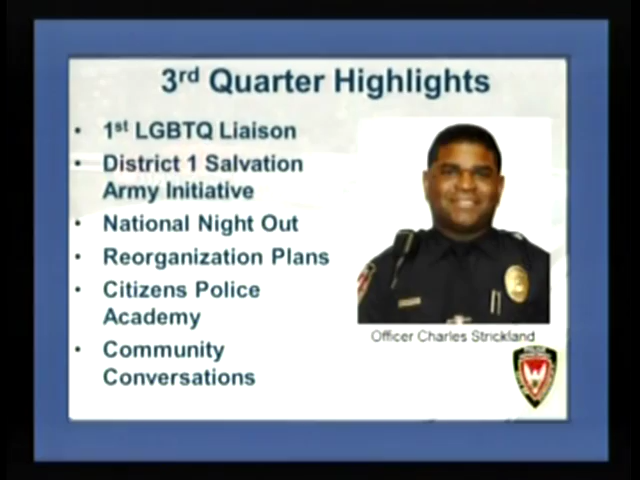 3rd Quarter Highlights
• 1st LGBTQ Liaison
• District 1 Salvation
Army Initiative
• National Night Out
• Reorganization Plans
• Citizens Police
Academy
• Community
Conversations
Officer Charles Strickland